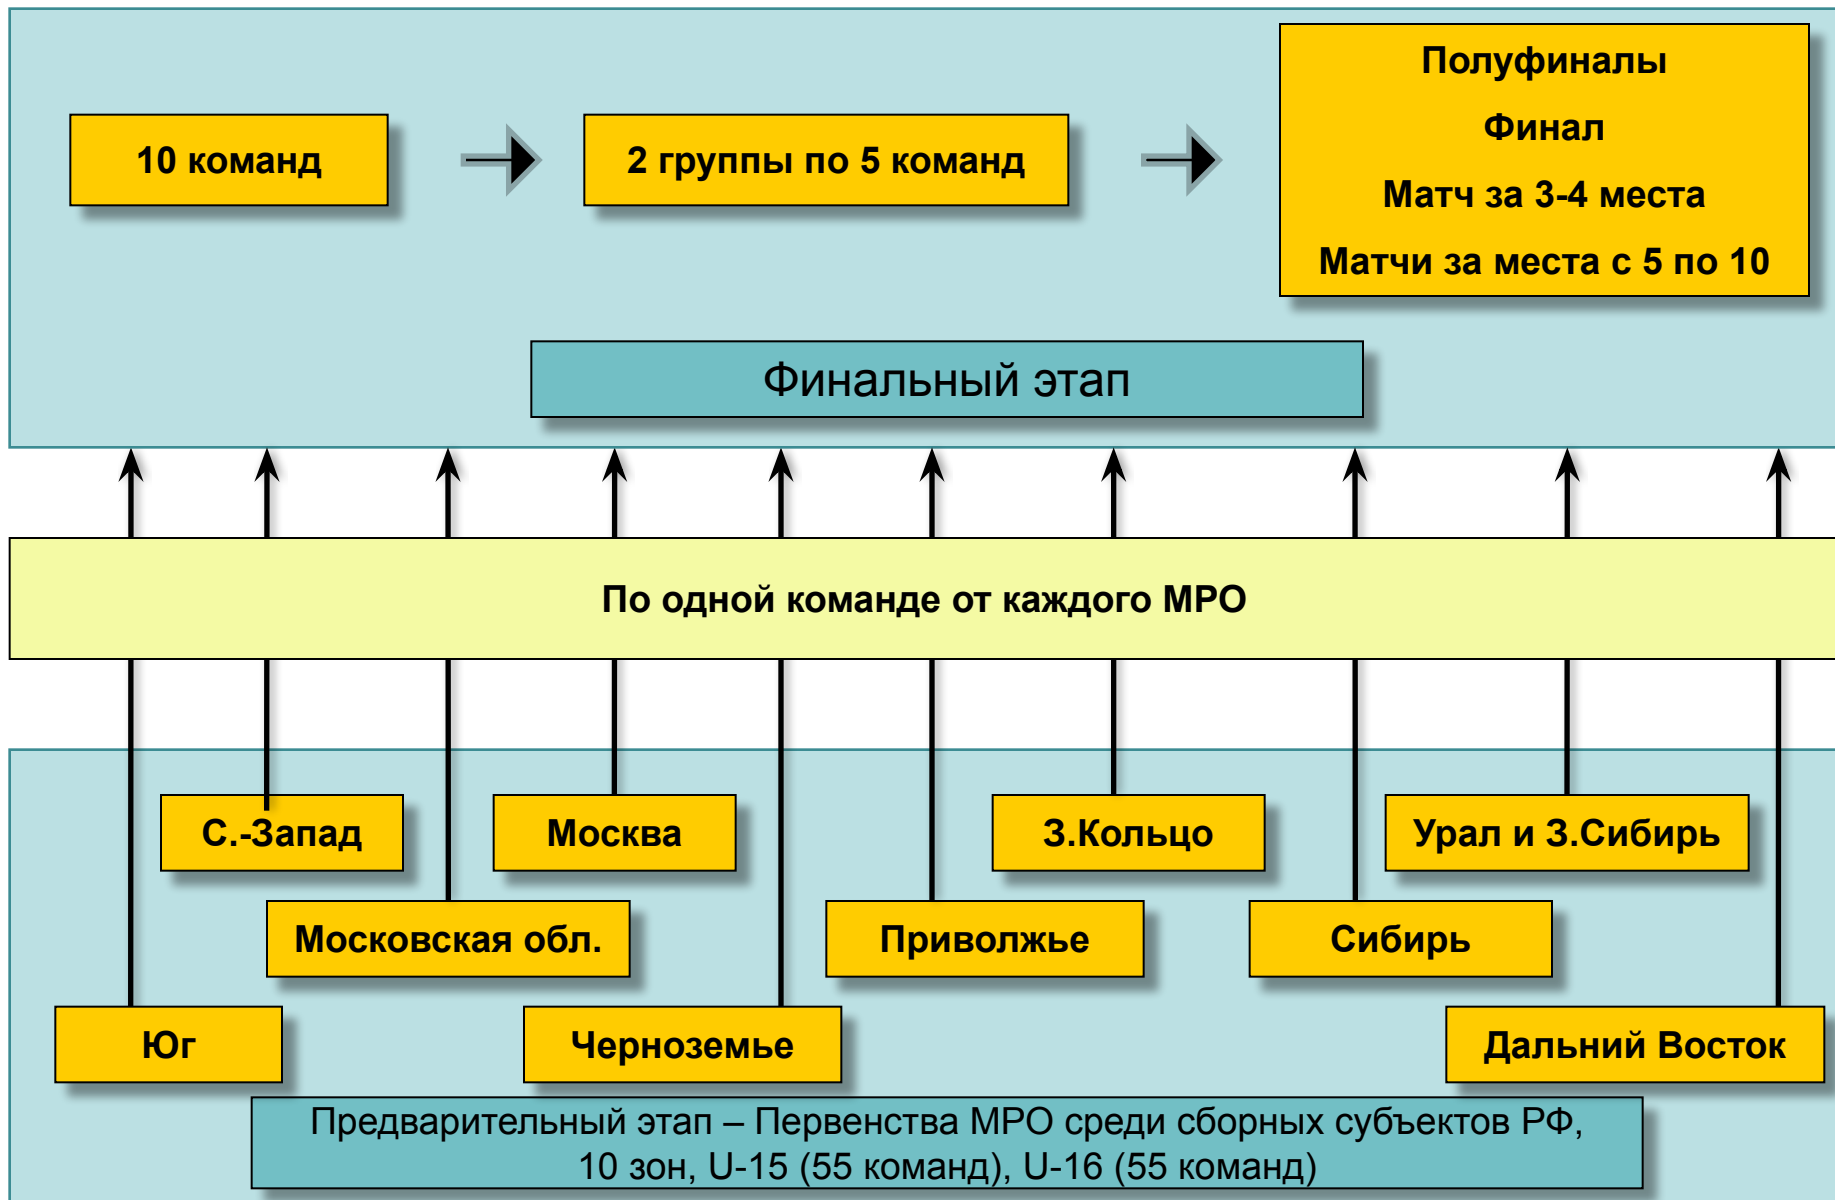 10 команд
2 группы по 5 команд
Полуфиналы
Финал
Матч за 3-4 места
Матчи за места с 5 по 10
Финальный этап
По одной команде от каждого МРО
С.-Запад
Москва
З.Кольцо
Урал и З.Сибирь
Московская обл.
Приволжье
Сибирь
Юг
Черноземье
Дальний Восток
Предварительный этап – Первенства МРО среди сборных субъектов РФ,
10 зон, U-15 (55 команд), U-16 (55 команд)